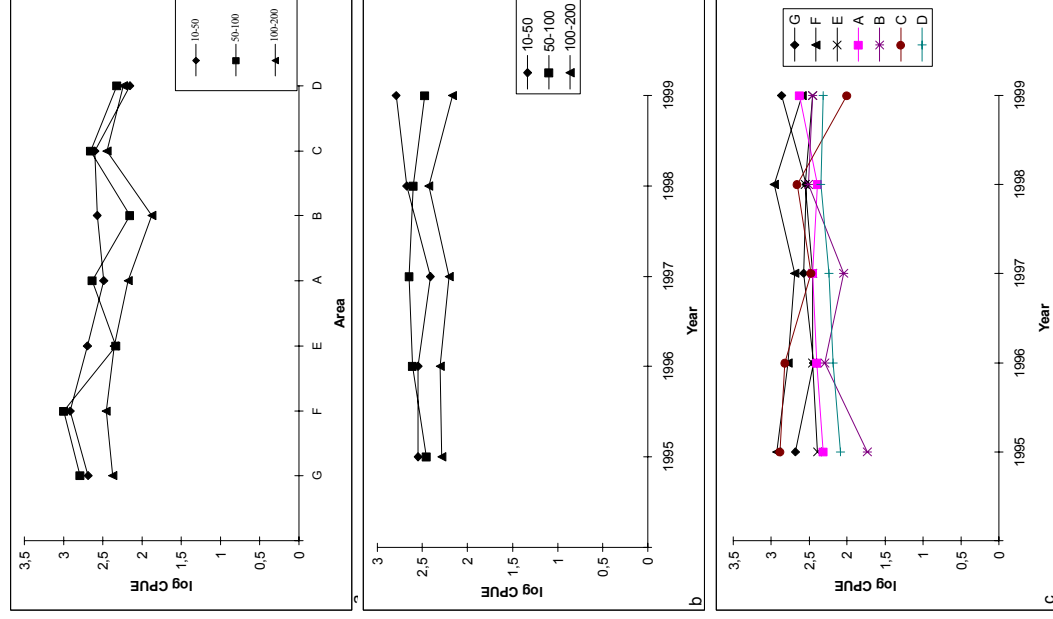 3,5
3
2,5
2
1,5
1
0,5
0
log CPUE
G
F
E
A
B
C
D
Area
10-50
50-100
100-200
3
2,5
2
1,5
1
0,5
0
log CPUE
1995
1996
1997
1998
1999
Year
10-50
50-100
100-200
b
3,5
3
2,5
2
1,5
1
0,5
0
log CPUE
1995
1996
1997
1998
1999
Year
G
F
E
A
B
C
D
c